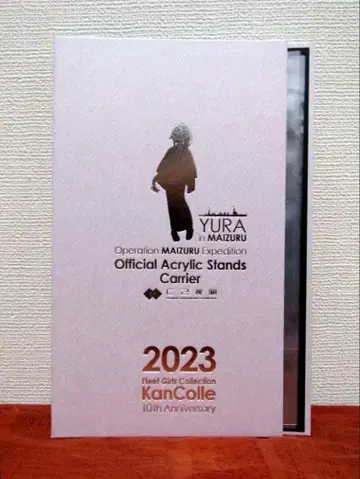 YURA
in MAIZURU
Operation MAIZURU Expedition
Official Acrylic Stands
Carrier
2023
Fleet Girls Collection
KanColle
10th Anniversary